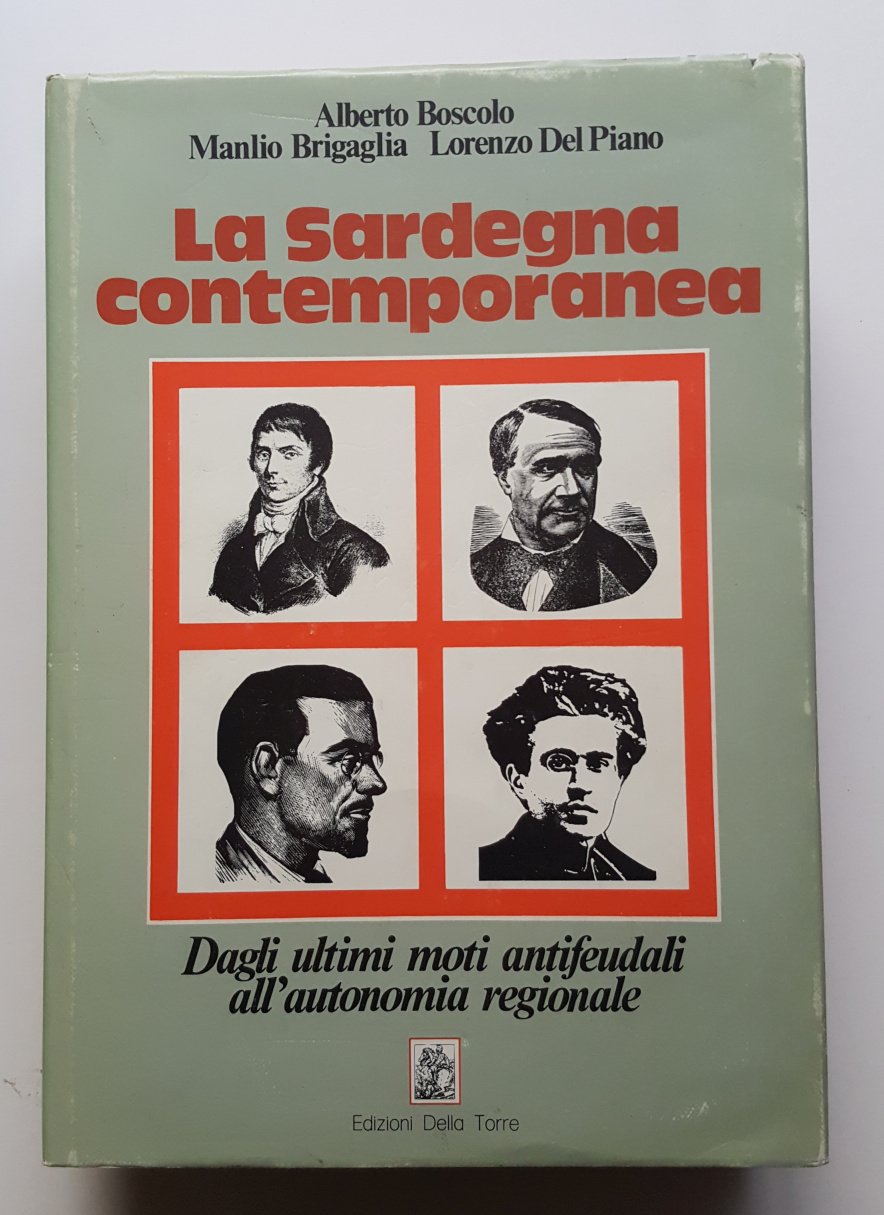 Alberto Boscolo
Manlio Brigaglia Lorenzo Del Piano
La Sardegna
contemporanea
Dagli ultimi moti antifeudali
all'autonomia regionale
Edizioni Della Torre